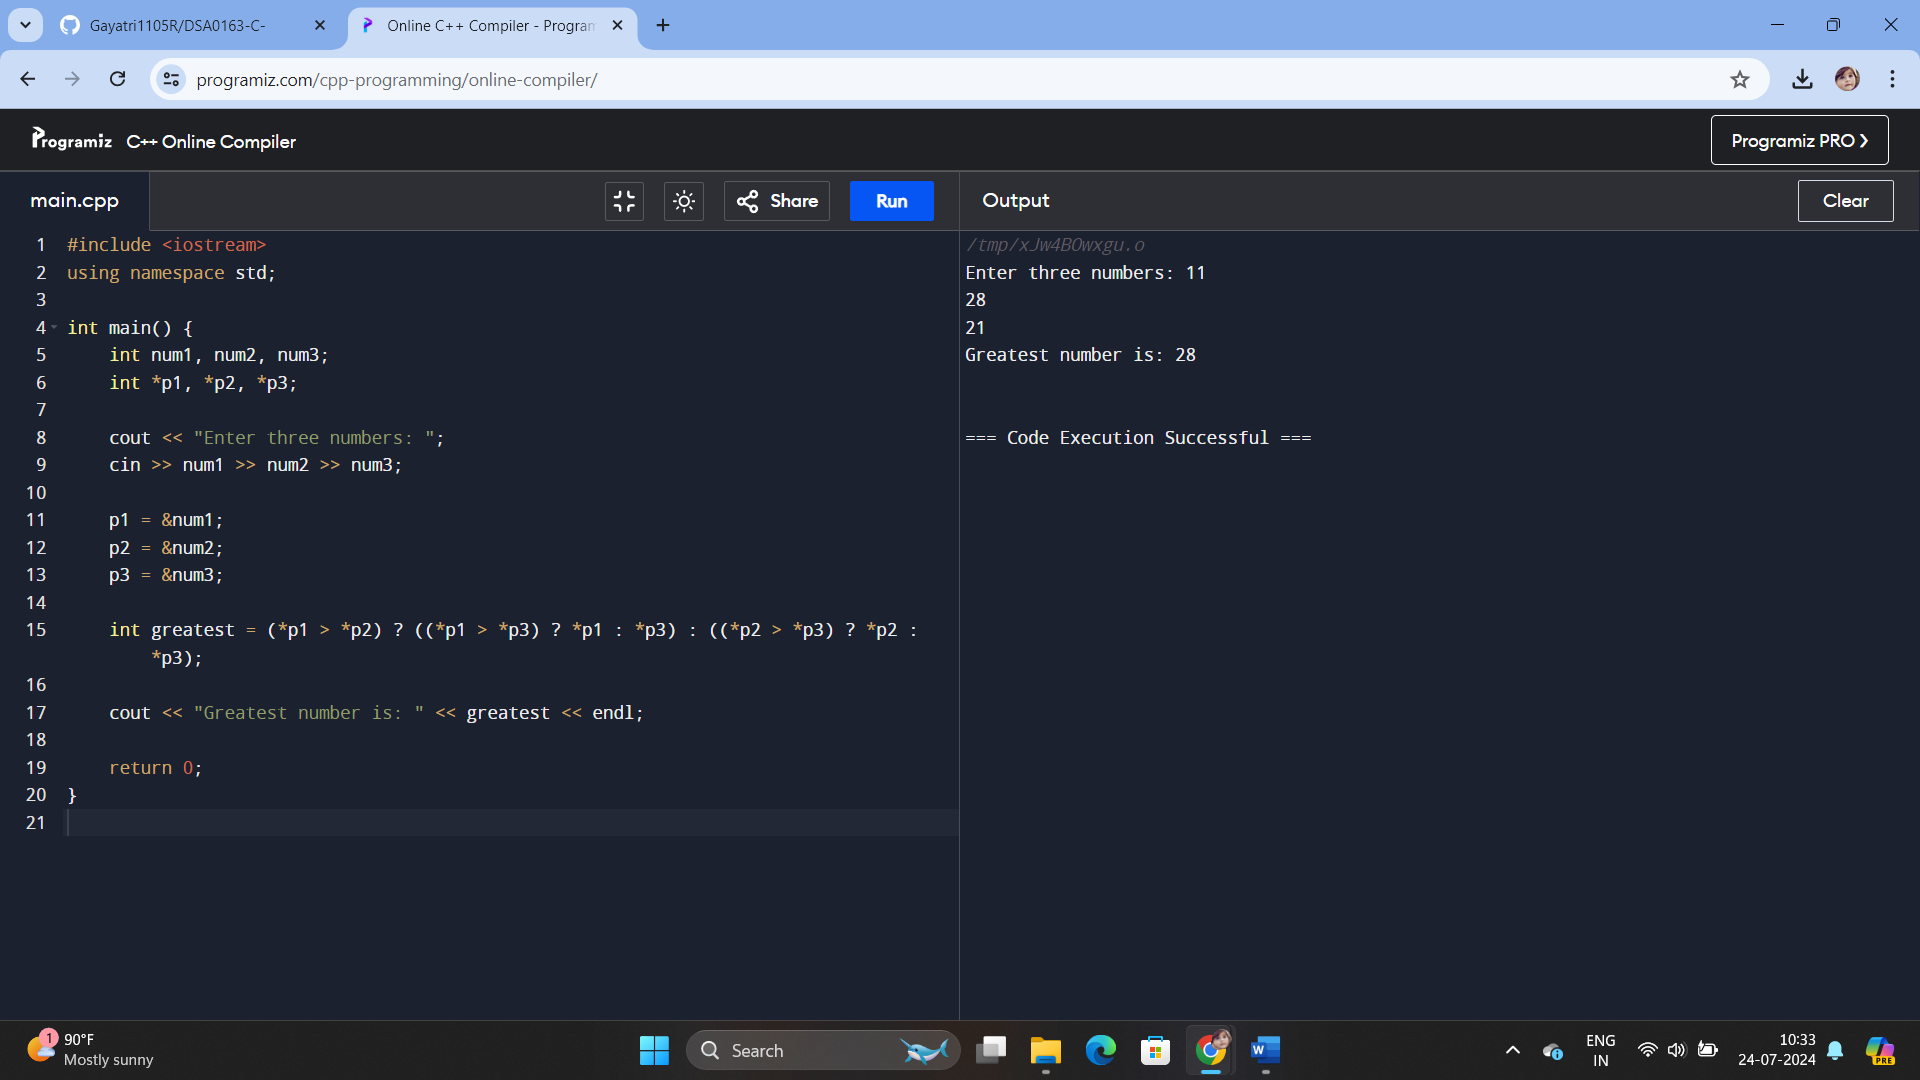 Gayatri1105R/DSA0163-C-
Online C++ Compiler - Program
programiz.com/cpp-programming/online-compiler/
Programiz C++ Online Compiler
Programiz PRO ❯
main.cpp
Share
Run
Output
Clear
1 #include <iostream>
2 using namespace std;
3
4 int main() {
5     int num1, num2, num3;
6     int *p1, *p2, *p3;
7
8     cout << "Enter three numbers: ";
9     cin >> num1 >> num2 >> num3;
10
11     p1 = &num1;
12     p2 = &num2;
13     p3 = &num3;
14
15     int greatest = (*p1 > *p2) ? ((*p1 > *p3) ? *p1 : *p3) : ((*p2 > *p3) ? *p2 :
        *p3);
16
17     cout << "Greatest number is: " << greatest << endl;
18
19     return 0;
20 }
21
/tmp/xJw4BOwxgu.o
Enter three numbers: 11
28
21
Greatest number is: 28
=== Code Execution Successful ===
1
90°F
Mostly sunny
Search
W
ENG
IN
10:33
24-07-2024
PRE